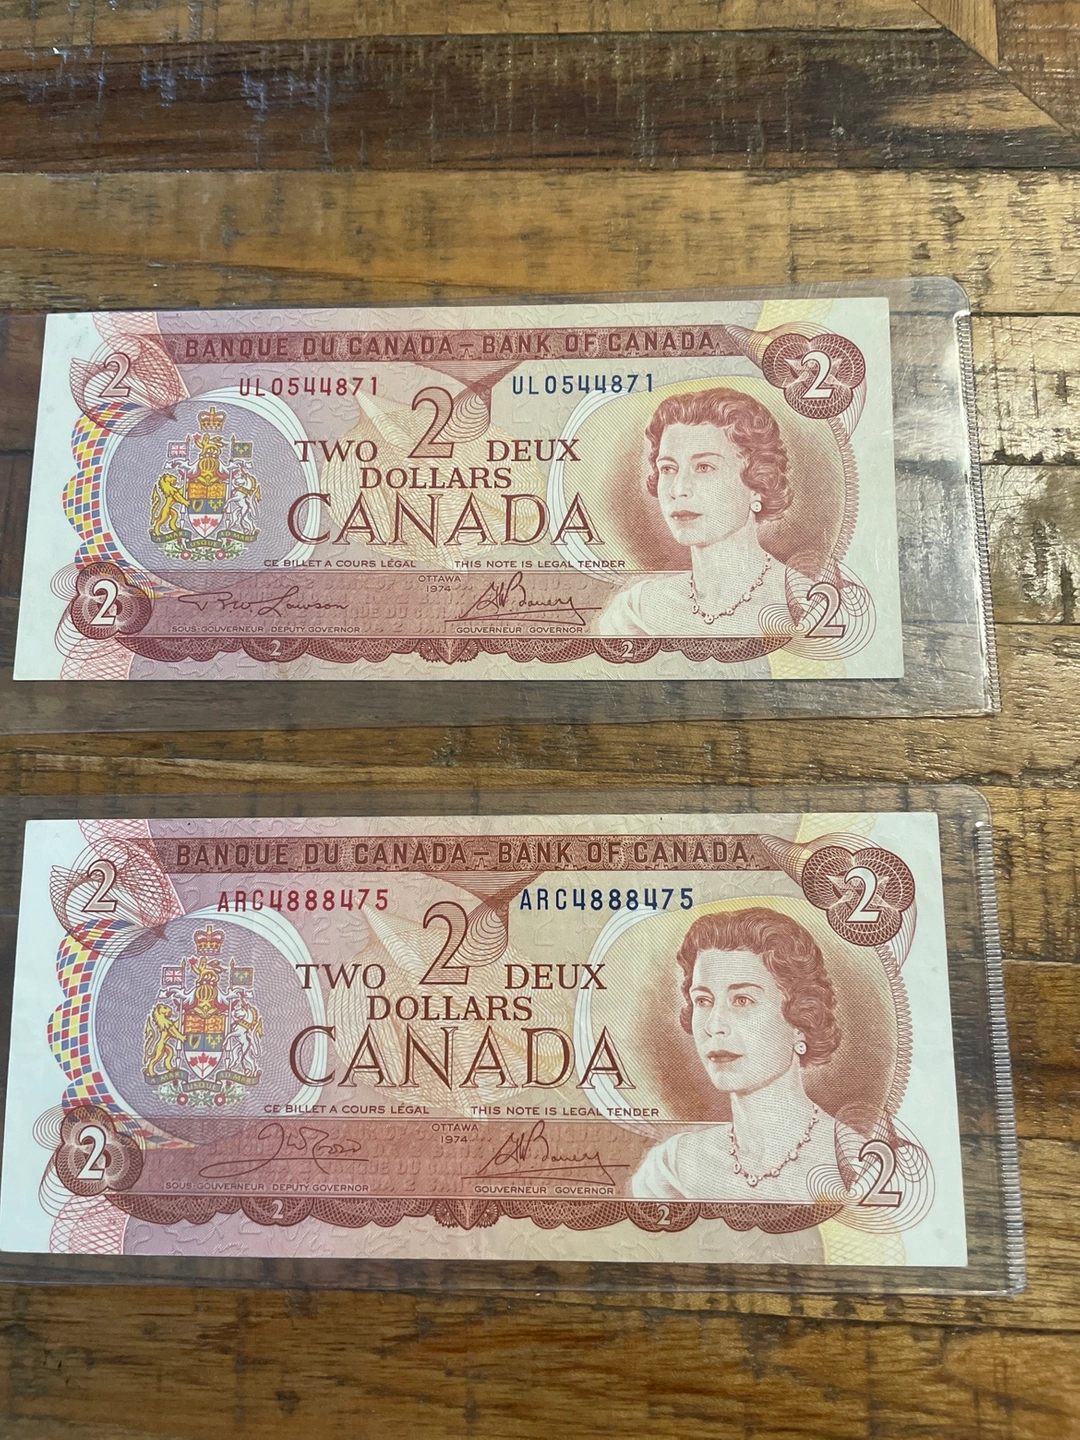 2 BANQUE DU CANADA – BANK OF CANADA 2
UL0544871 2 UL0544871
TWO DEUX
DOLLARS
CANADA
CE BILLET A COURS LÉGAL THIS NOTE IS LEGAL TENDER
OTTAWA
1974
2 R.W. Lawson G.K. Bouey 2
SOUS-GOUVERNEUR DEPUTY GOVERNOR GOUVERNEUR GOVERNOR
2 2
2 BANQUE DU CANADA – BANK OF CANADA 2
ARC4888475 2 ARC4888475
TWO DEUX
DOLLARS
CANADA
CE BILLET A COURS LÉGAL THIS NOTE IS LEGAL TENDER
OTTAWA
1974
2 G.K. Bouey 2
SOUS-GOUVERNEUR DEPUTY GOVERNOR GOUVERNEUR GOVERNOR
2 2